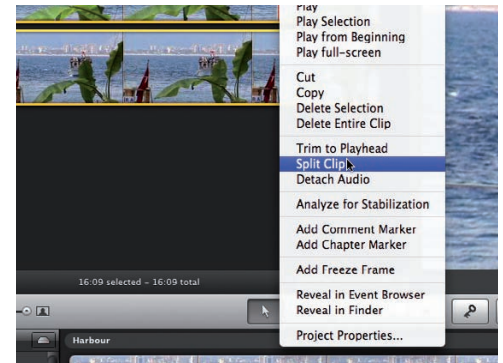 Play
Play Selection
Play from Beginning
Play full-screen
Cut
Copy
Delete Selection
Delete Entire Clip
Trim to Playhead
Split Clip
Detach Audio
Analyze for Stabilization
Add Comment Marker
Add Chapter Marker
Add Freeze Frame
Reveal in Event Browser
Reveal in Finder
Project Properties...
16:09 selected – 16:09 total
Harbour